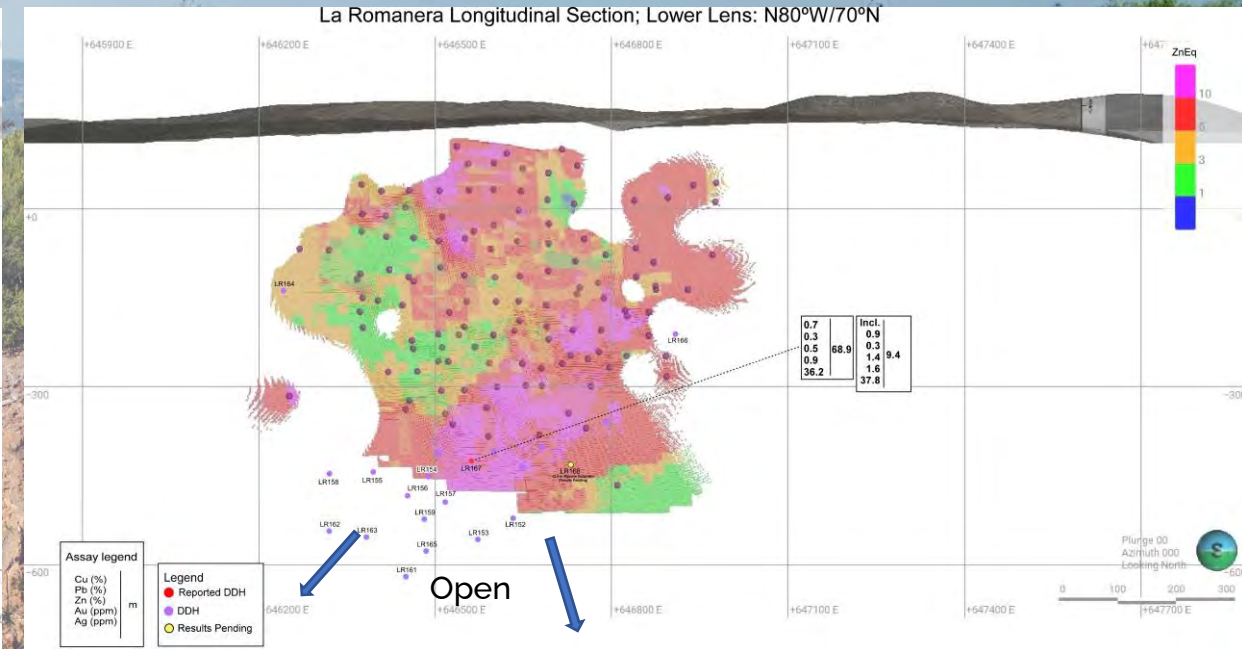 La Romanera Longitudinal Section; Lower Lens: N80ºW/70ºN
+645900 E
+646200 E
+646500 E
+646800 E
+647100 E
+647400 E
ZnEq
10
5
3
1
+0
LR164
LR166
0.7
0.3
0.5
0.9
36.2
68.9
Incl.
0.9
0.3
1.4
1.6
37.8
9.4
-300
LR167
LR168
Results Pending
LR154
LR155
LR158
LR156
LR157
LR159
LR152
LR162
LR163
LR153
LR165
LR161
-600
Open
Assay legend
Cu (%)
Pb (%)
Zn (%)
Au (ppm)
Ag (ppm)
m
Legend
Reported DDH
DDH
Results Pending
+646200 E
+646500 E
+646800 E
+647100 E
+647400 E
+647700 E
Plunge 00
Azimuth 000
Looking North
S
0 100 200 300